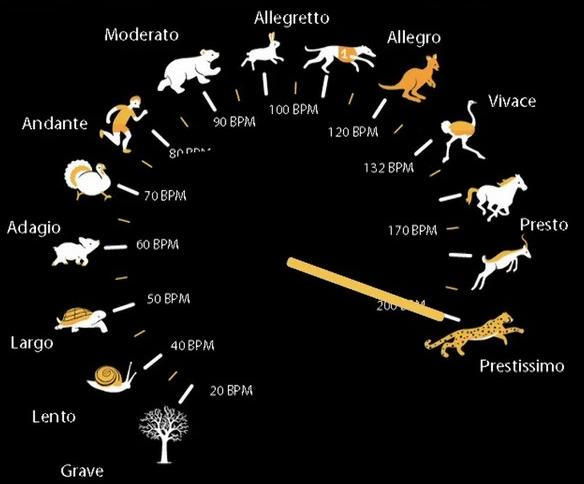 Allegretto
Moderato
Allegro
Vivace
Andante
100 BPM
1
90 BPM
120 BPM
80 BPM
132 BPM
70 BPM
170 BPM
Adagio
60 BPM
Presto
50 BPM
200 BPM
Largo
40 BPM
Prestissimo
20 BPM
Lento
Grave